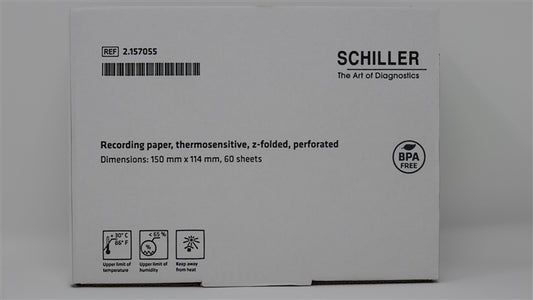 REF 2.157055
SCHILLER
The Art of Diagnostics
Recording paper, thermosensitive, z-folded, perforated
Dimensions: 150 mm x 114 mm, 60 sheets
BPA
FREE
+ 30° C
86° F
< 65 %
%
Upper limit of
temperature
Upper limit of
humidity
Keep away
from heat